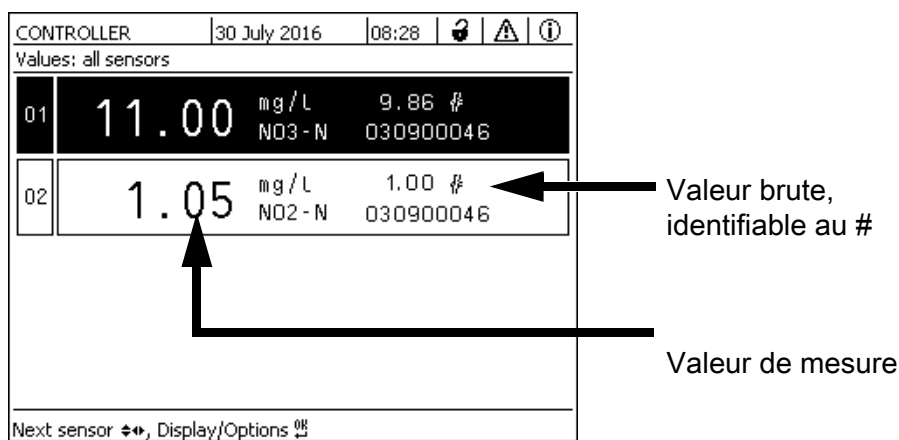 CONTROLLER 30 July 2016 08:28
Values: all sensors
01 11.00 mg/l 9.86 #
NO3-N 030900046
02 1.05 mg/l 1.00 #
NO2-N 030900046
Valeur brute,
identifiable au #
Valeur de mesure
Next sensor , Display/Options OK